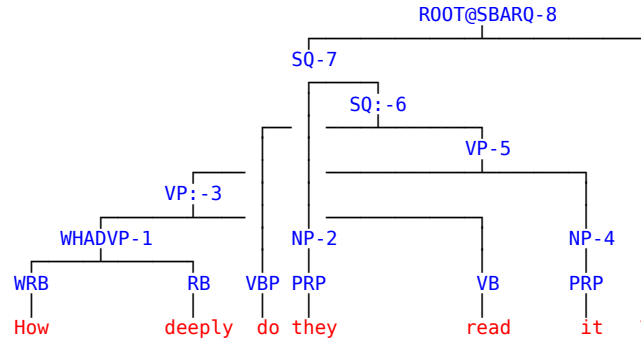 ROOT@SBARQ-8
SQ-7
SQ:-6
VP-5
VP:-3
WHADVP-1 NP-2 NP-4
WRB RB VBP PRP VB PRP
How deeply do they read it